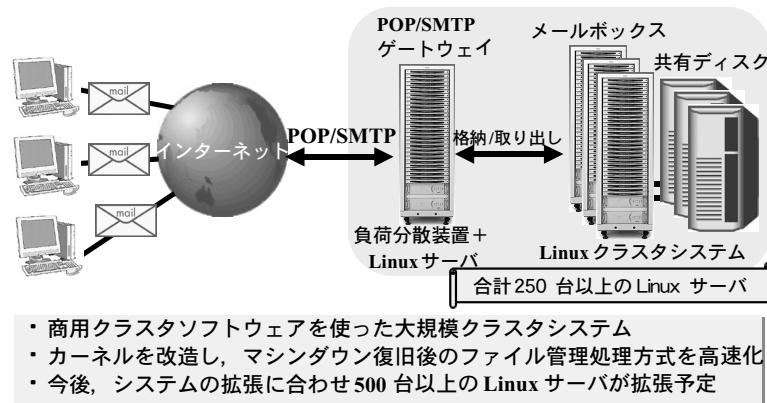 POP/SMTP
ゲートウェイ
メールボックス
共有ディスク
mail
mail
mail
インターネット
POP/SMTP
格納/取り出し
負荷分散装置＋
Linuxサーバ
Linuxクラスタシステム
合計250 台以上のLinux サーバ
・商用クラスタソフトウェアを使った大規模クラスタシステム
・カーネルを改造し，マシンダウン復旧後のファイル管理処理方式を高速化
・今後，システムの拡張に合わせ500 台以上のLinux サーバが拡張予定